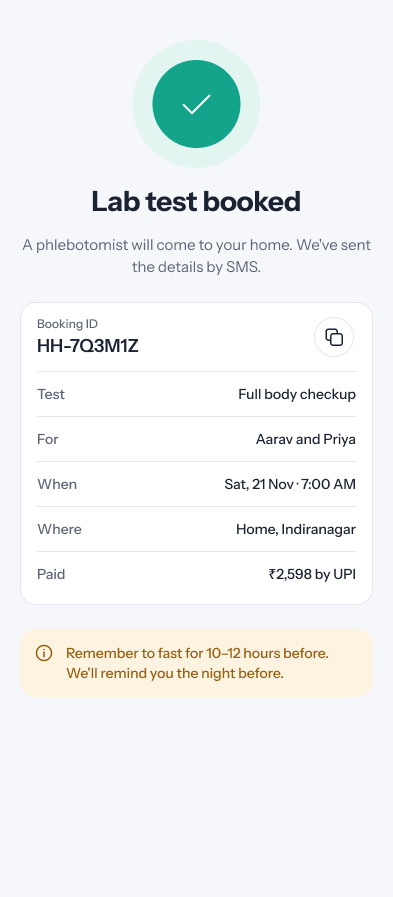 Lab test booked
A phlebotomist will come to your home. We've sent
the details by SMS.
Booking ID
HH-7Q3M1Z
Test Full body checkup
For Aarav and Priya
When Sat, 21 Nov · 7:00 AM
Where Home, Indiranagar
Paid ₹2,598 by UPI
Remember to fast for 10–12 hours before.
We'll remind you the night before.